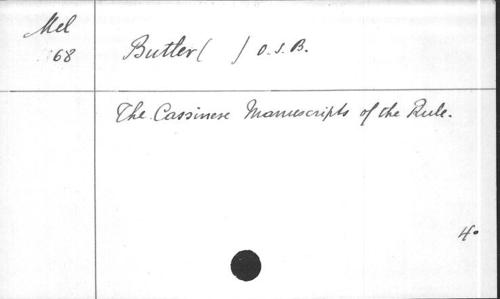 Mel
68
Butler ( ) O.S.B.
The Cassinese Manuscripts of the Rule.
4°